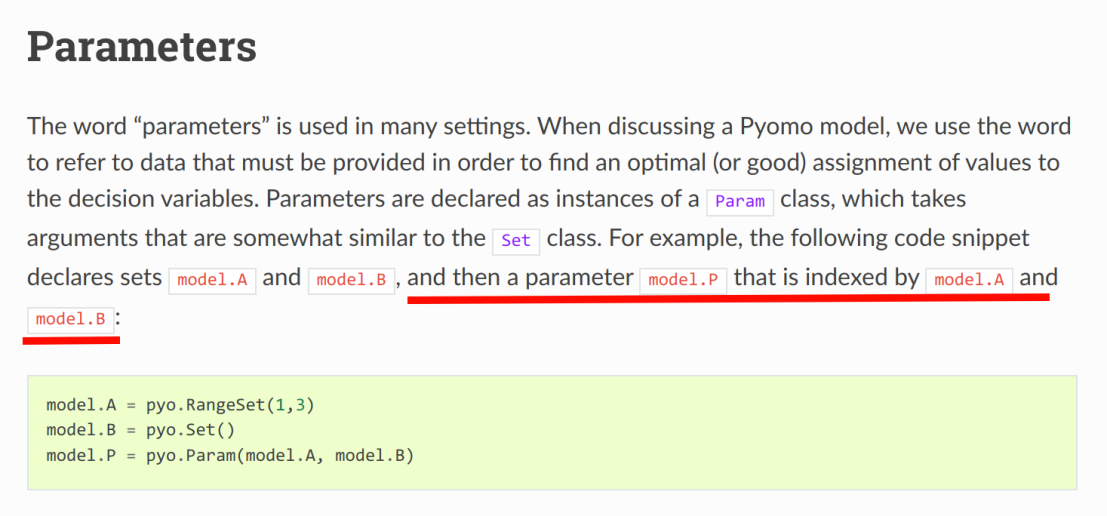 Parameters
The word “parameters” is used in many settings. When discussing a Pyomo model, we use the word
to refer to data that must be provided in order to find an optimal (or good) assignment of values to
the decision variables. Parameters are declared as instances of a Param class, which takes
arguments that are somewhat similar to the Set class. For example, the following code snippet
declares sets model.A and model.B, and then a parameter model.P that is indexed by model.A and
model.B:
model.A = pyo.RangeSet(1,3)
model.B = pyo.Set()
model.P = pyo.Param(model.A, model.B)